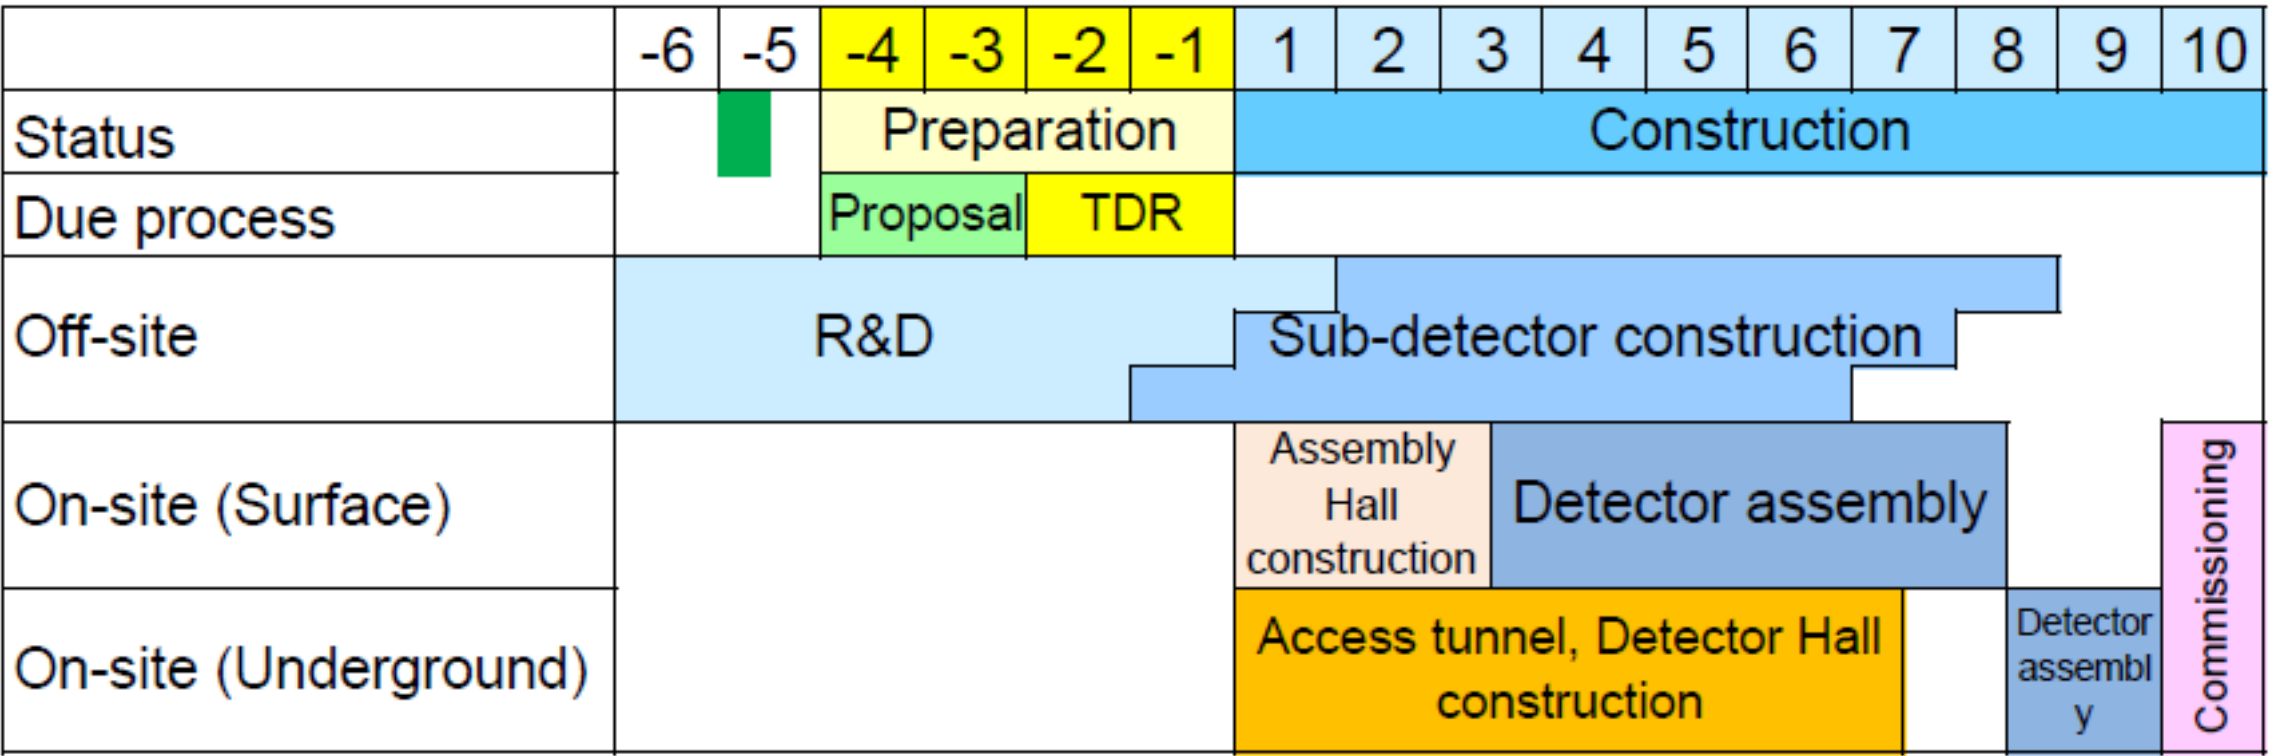 -6 -5 -4 -3 -2 -1 1 2 3 4 5 6 7 8 9 10
Status Preparation Construction
Due process Proposal TDR
Off-site R&D Sub-detector construction
On-site (Surface)
Assembly
Hall
construction
Detector assembly
Commissioning
On-site (Underground)
Access tunnel, Detector Hall
construction
Detector
assembl
y